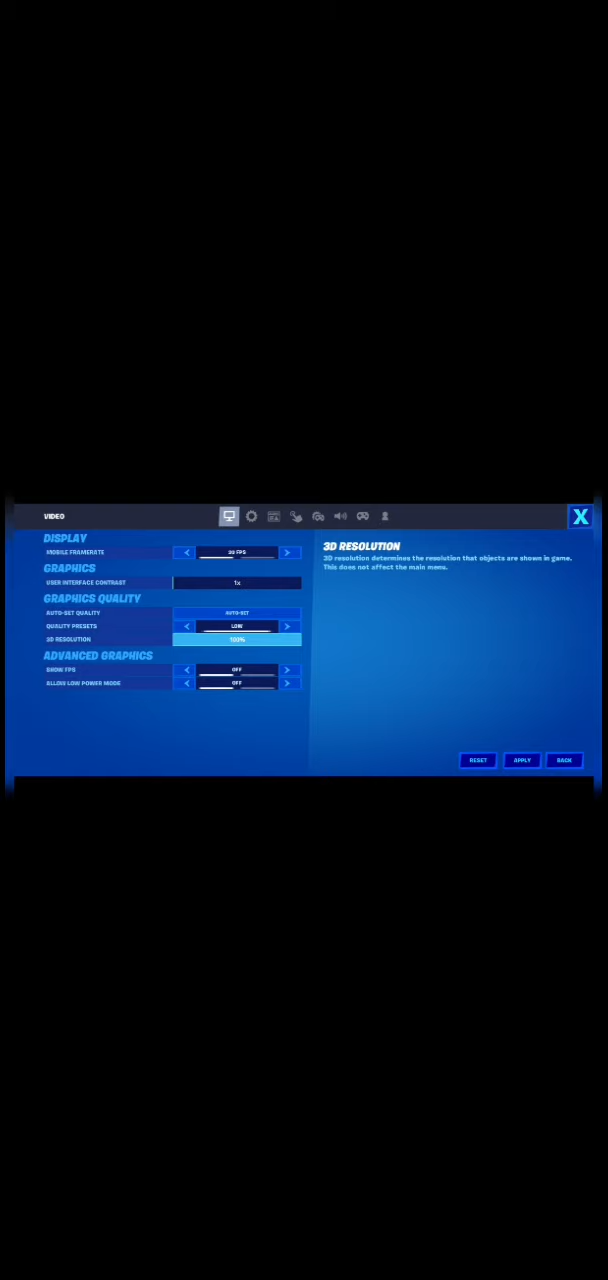 VIDEO
X
DISPLAY
MOBILE FRAMERATE
FPS
GRAPHICS
USER INTERFACE CONTRAST
1x
GRAPHICS QUALITY
AUTO-SET QUALITY
AUTO-SET
QUALITY PRESETS
LOW
3D RESOLUTION
100%
ADVANCED GRAPHICS
SHOW FPS
OFF
ALLOW LOW POWER MODE
OFF
3D RESOLUTION
3D resolution determines the resolution that objects are shown in game.
This does not affect the main menu.
RESET
APPLY
BACK